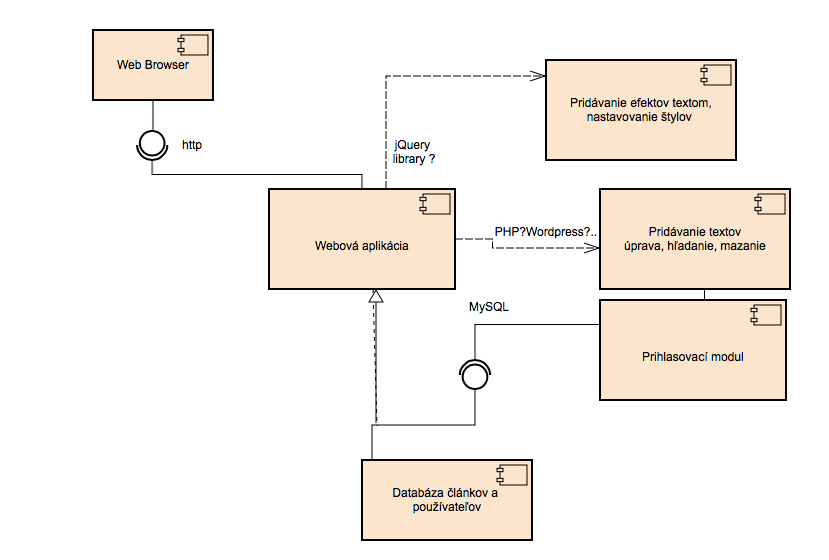 Web Browser
http
jQuery
library ?
Pridávanie efektov textom,
nastavovanie štylov
Webová aplikácia
PHP?Wordpress?..
Pridávanie textov
úprava, hľadanie, mazanie
MySQL
Prihlasovací modul
Databáza článkov a
používateľov